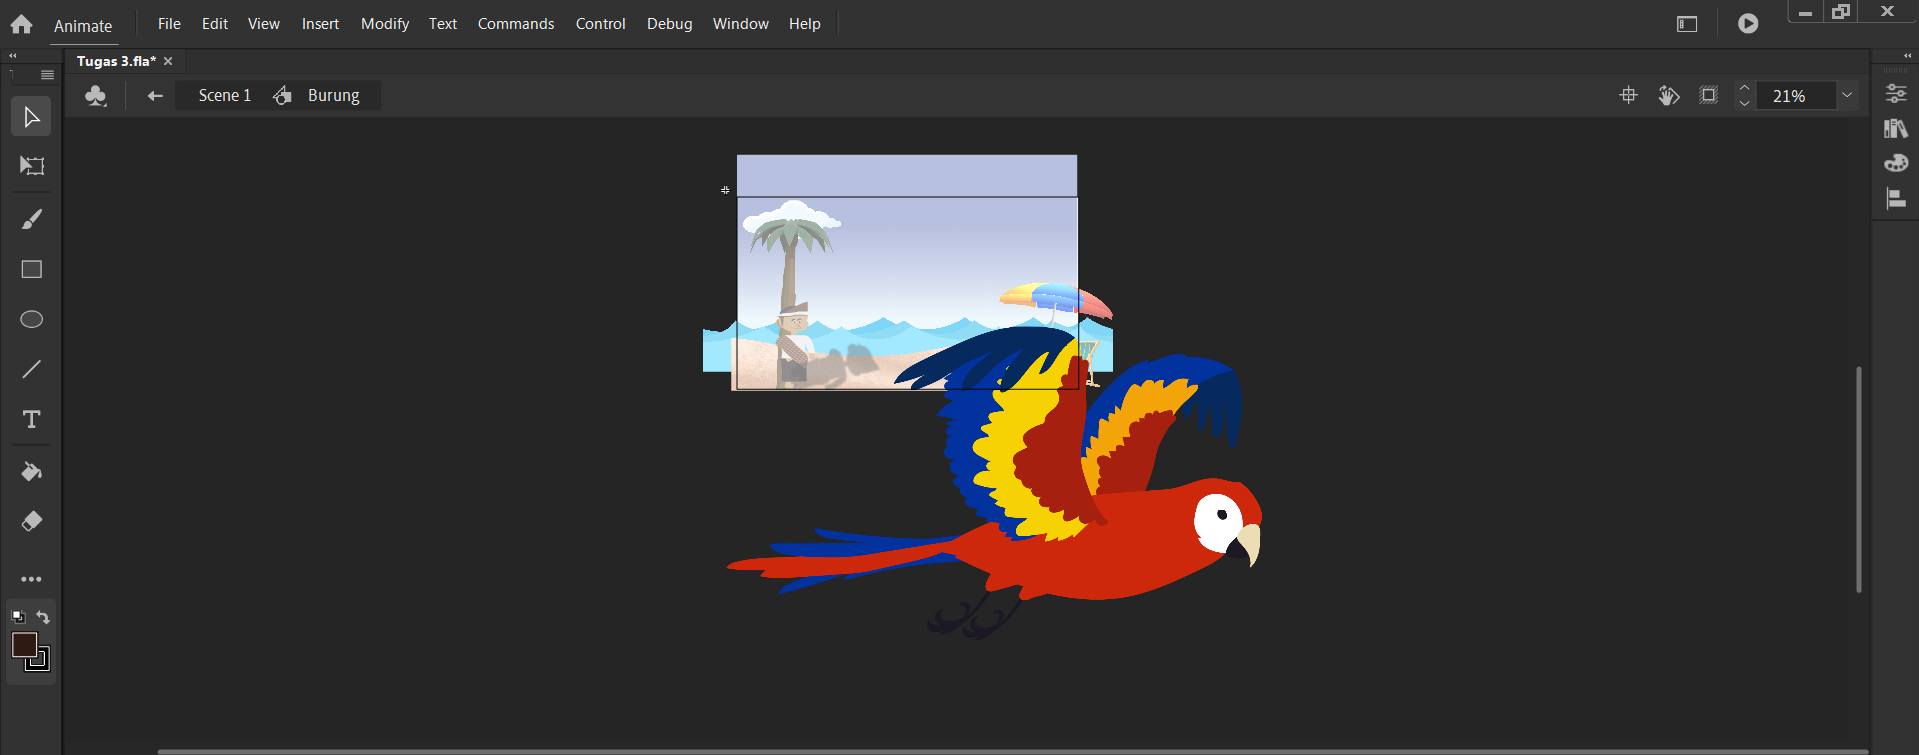 Animate File Edit View Insert Modify Text Commands Control Debug Window Help
Tugas 3.fla*
Scene 1 Burung 21%
T